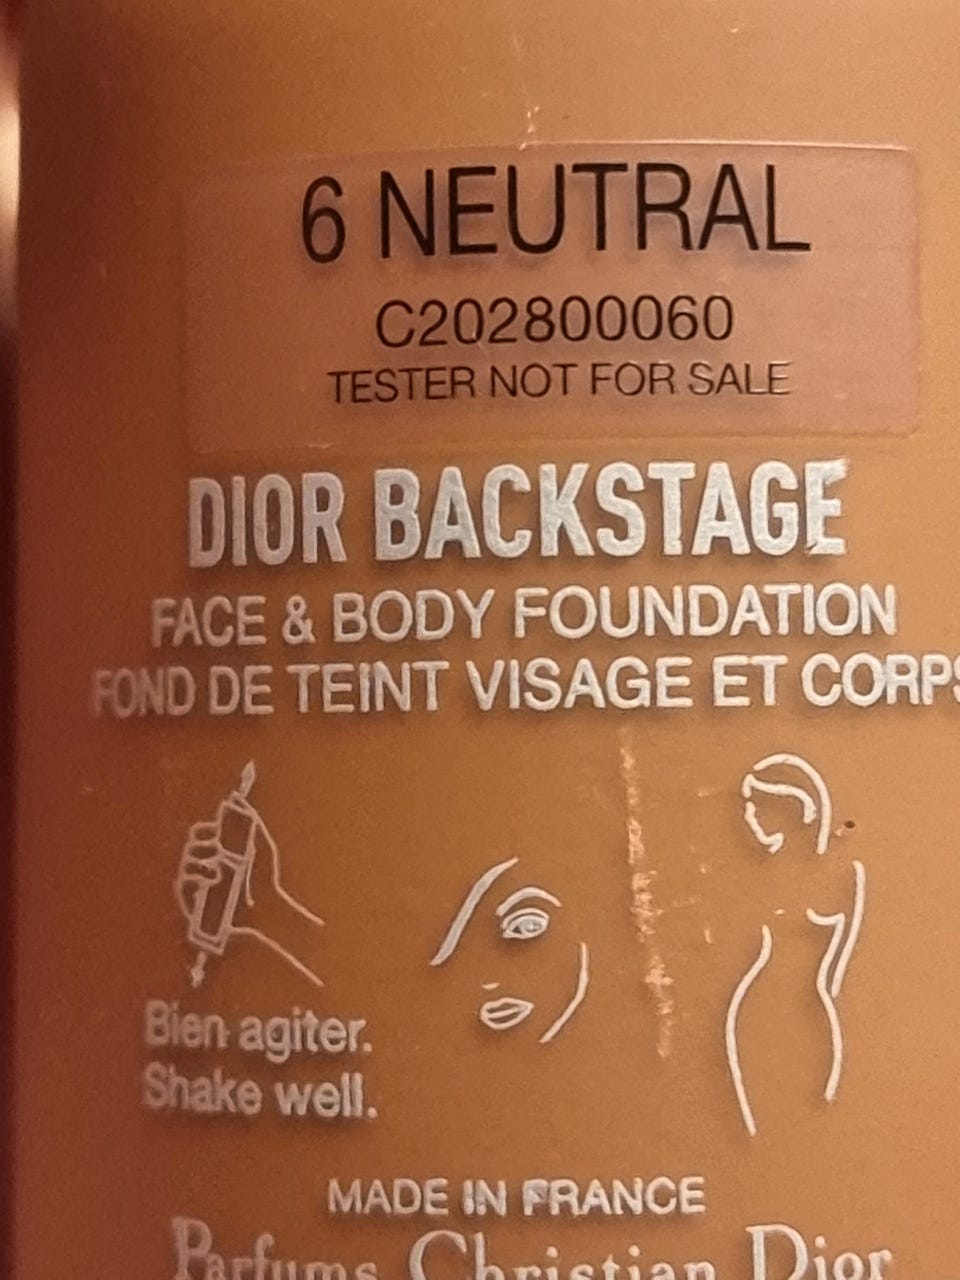 6 NEUTRAL
C202800060
TESTER NOT FOR SALE
DIOR BACKSTAGE
FACE & BODY FOUNDATION
FOND DE TEINT VISAGE ET CORPS
Bien agiter.
Shake well.
MADE IN FRANCE
Parfums Christian Dior